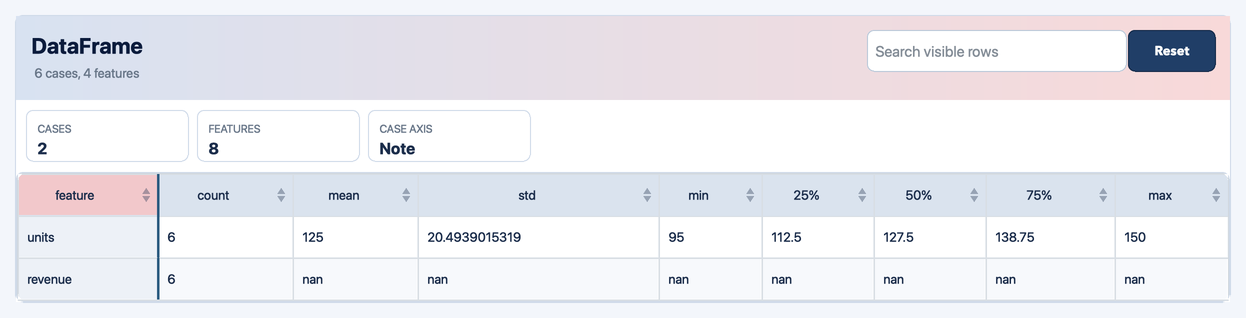 DataFrame
6 cases, 4 features
Search visible rows
Reset
CASES
2
FEATURES
8
CASE AXIS
Note
feature count mean std min 25% 50% 75% max
units 6 125 20.4939015319 95 112.5 127.5 138.75 150
revenue 6 nan nan nan nan nan nan nan